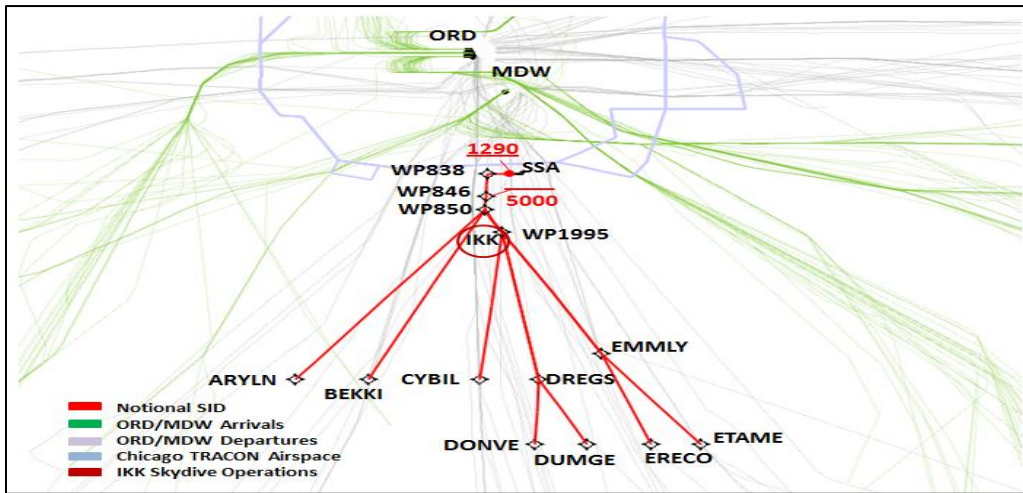 ORD
MDW
1290
WP838
SSA
WP846
5000
WP850
IKK
WP1995
EMMLY
ARYLN
BEKKI
CYBIL
DREGS
DONVE
DUMGE
ERECO
ETAME
Notional SID
ORD/MDW Arrivals
ORD/MDW Departures
Chicago TRACON Airspace
IKK Skydive Operations